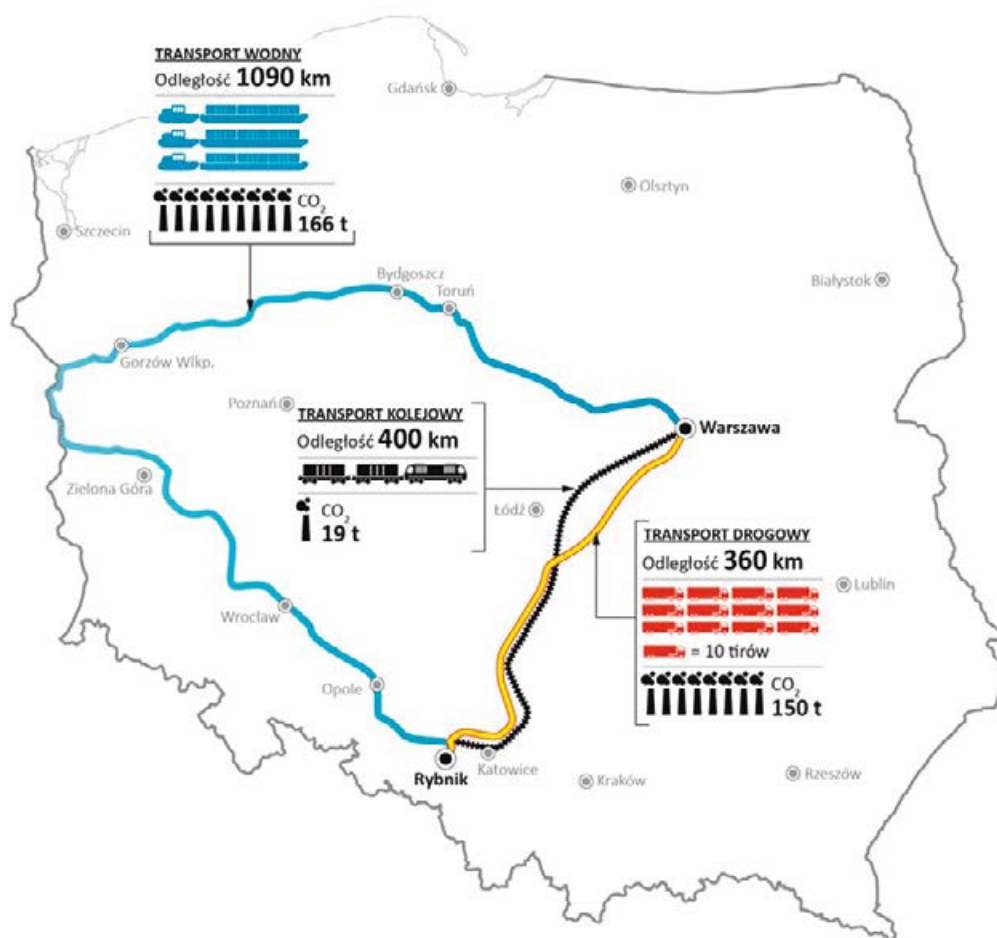 TRANSPORT WODNY
Odległość 1090 km
CO₂
166 t
Gdańsk
Olsztyn
Szczecin
Białystok
Bydgoszcz
Toruń
Gorzów Wlkp.
Poznań
TRANSPORT KOLEJOWY
Odległość 400 km
CO₂
19 t
Warszawa
Zielona Góra
Łódź
TRANSPORT DROGOWY
Odległość 360 km
= 10 tirów
CO₂
150 t
Lublin
Wrocław
Opole
Rybnik
Katowice
Kraków
Rzeszów